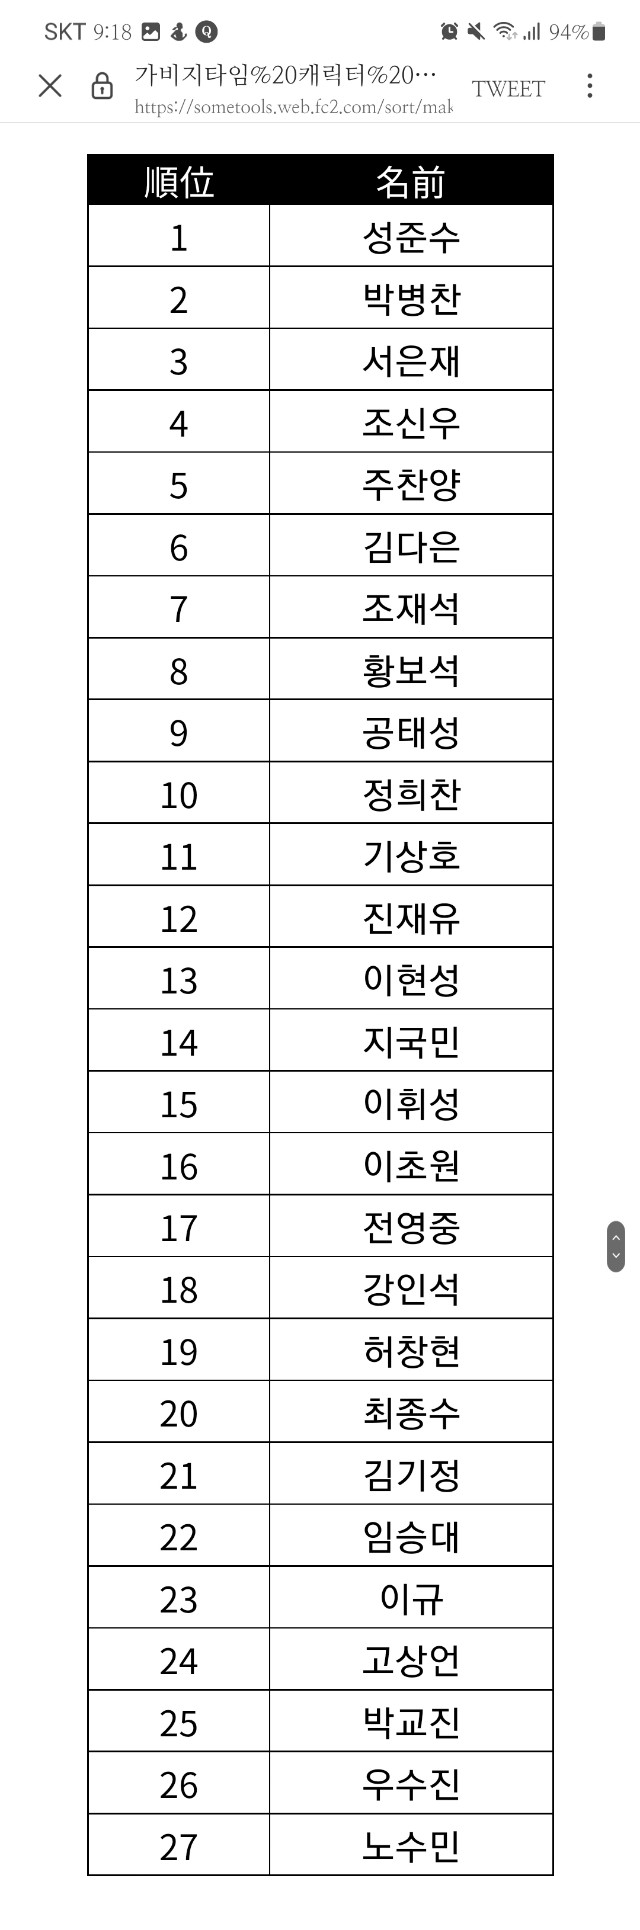 SKT 9:18 94%
가비지타임%20캐릭터%20...
https://sometools.web.fc2.com/sort/mak
TWEET
順位 名前
1 성준수
2 박병찬
3 서은재
4 조신우
5 주찬양
6 김다은
7 조재석
8 황보석
9 공태성
10 정희찬
11 기상호
12 진재유
13 이현성
14 지국민
15 이휘성
16 이초원
17 전영중
18 강인석
19 허창현
20 최종수
21 김기정
22 임승대
23 이규
24 고상언
25 박교진
26 우수진
27 노수민